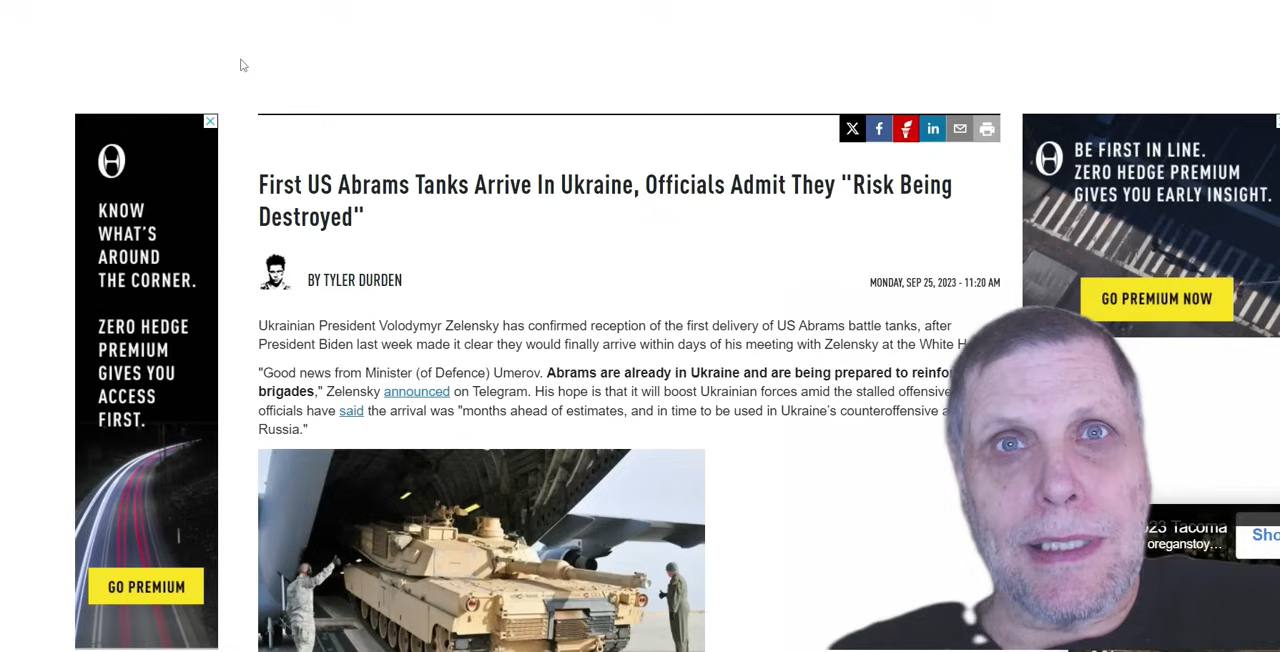 KNOW
WHAT'S
AROUND
THE CORNER.
ZERO HEDGE
PREMIUM
GIVES YOU
ACCESS
FIRST.
GO PREMIUM
First US Abrams Tanks Arrive In Ukraine, Officials Admit They "Risk Being
Destroyed"
BY TYLER DURDEN
MONDAY, SEP 25, 2023 - 11:20 AM
Ukrainian President Volodymyr Zelensky has confirmed reception of the first delivery of US Abrams battle tanks, after
President Biden last week made it clear they would finally arrive within days of his meeting with Zelensky at the White H
"Good news from Minister (of Defence) Umerov. Abrams are already in Ukraine and are being prepared to reinfo
brigades," Zelensky announced on Telegram. His hope is that it will boost Ukrainian forces amid the stalled offensive
officials have said the arrival was "months ahead of estimates, and in time to be used in Ukraine's counteroffensive a
Russia."
BE FIRST IN LINE.
ZERO HEDGE PREMIUM
GIVES YOU EARLY INSIGHT.
GO PREMIUM NOW
23 Tacoma
oreganstoy...
Sho